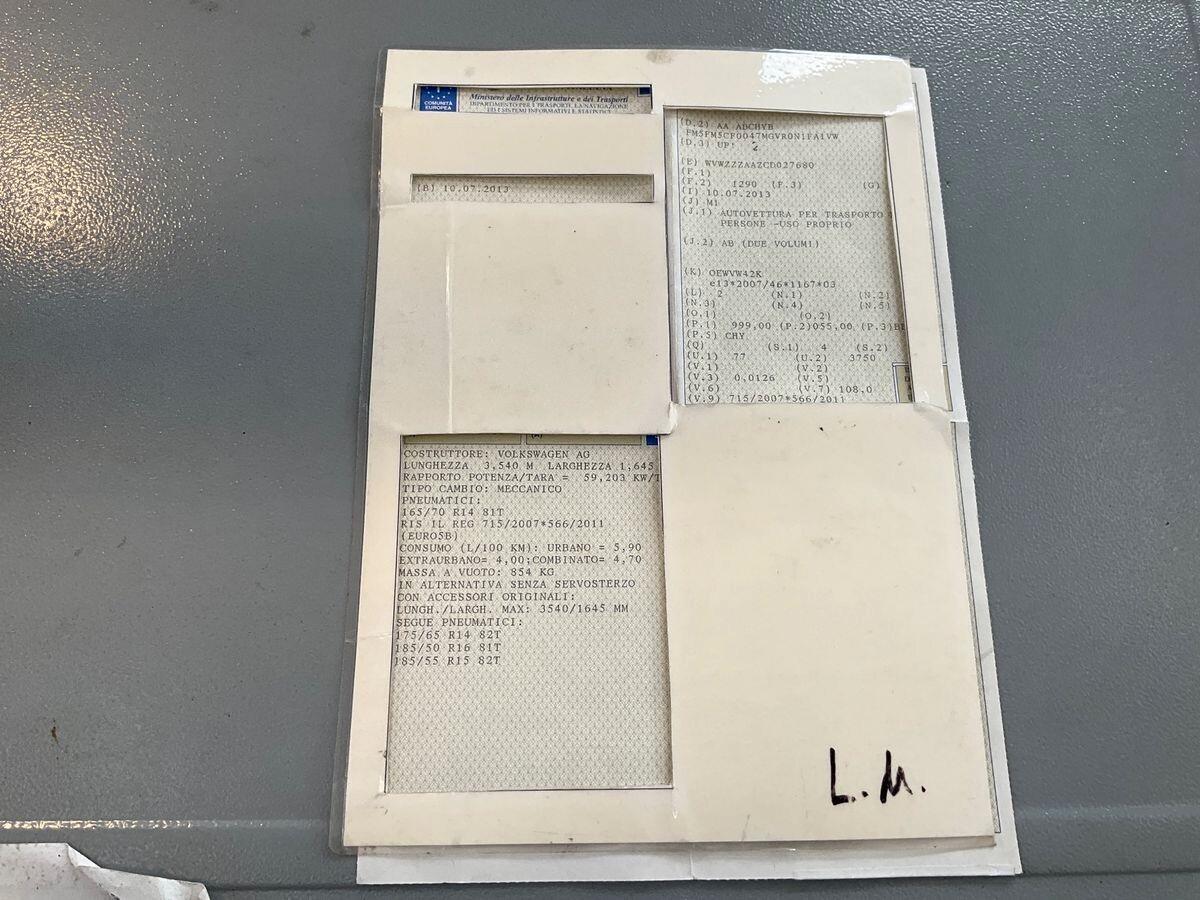 COMUNITÀ
EUROPEA
Ministero delle Infrastrutture e dei Trasporti
DIPARTIMENTO PER I TRASPORTI, LA NAVIGAZIONE
ED I SISTEMI INFORMATIVI E STATISTICI
(B) 10.07.2013
(D.2) AA ABCHYB
FM5FM5CF0047MGVR0N1FA1VW
(D.3) UP!
(E) WVWZZZAAZCD027680
(F.1)
(F.2) 1290 (F.3) (G)
(I) 10.07.2013
(J) M1
(J.1) AUTOVETTURA PER TRASPORTO
PERSONE -USO PROPRIO
(J.2) AB (DUE VOLUMI)
(K) OEWVW42K
e13*2007/46*1167*03
(L) 2 (N.1) (N.2)
(N.3) (N.4) (N.5)
(O.1) (O.2)
(P.1) 999,00 (P.2)055,00 (P.3)BE
(P.5) CHY
(Q) (S.1) 4 (S.2)
(U.1) 77 (U.2) 3750
(V.1) (V.2)
(V.3) 0,0126 (V.5)
(V.6) (V.7) 108,0
(V.9) 715/2007*566/2011
COSTRUTTORE: VOLKSWAGEN AG
LUNGHEZZA 3,540 M LARGHEZZA 1,645
RAPPORTO POTENZA/TARA = 59,203 KW/T
TIPO CAMBIO: MECCANICO
PNEUMATICI:
165/70 R14 81T
RIS IL REG 715/2007*566/2011
(EURO5B)
CONSUMO (L/100 KM): URBANO = 5,90
EXTRAURBANO= 4,00;COMBINATO= 4,70
MASSA A VUOTO: 854 KG
IN ALTERNATIVA SENZA SERVOSTERZO
CON ACCESSORI ORIGINALI:
LUNGH./LARGH. MAX: 3540/1645 MM
SEGUE PNEUMATICI:
175/65 R14 82T
185/50 R16 81T
185/55 R15 82T
L.M.